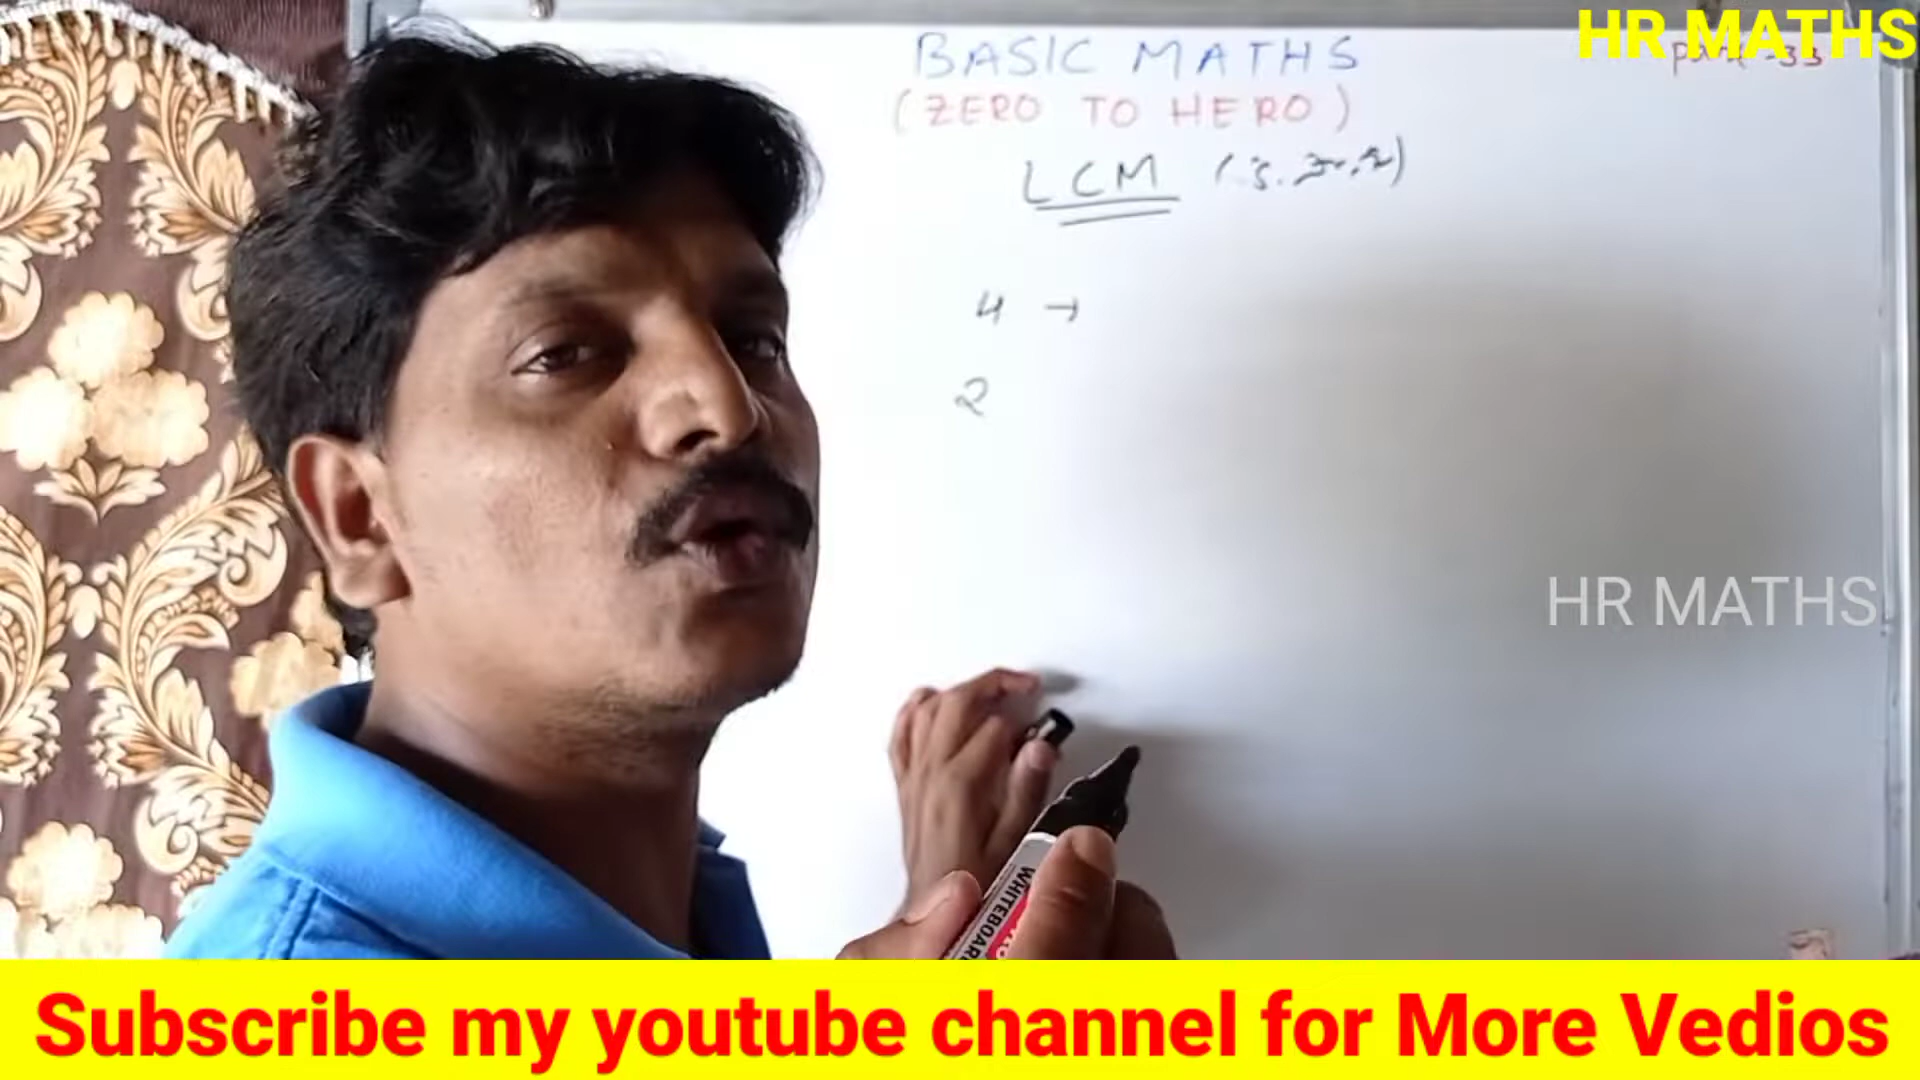 HR MATHS
BASIC MATHS
(ZERO TO HERO)
LCM
4 →
2
HR MATHS
WHITEBOAR
Subscribe my youtube channel for More Vedios